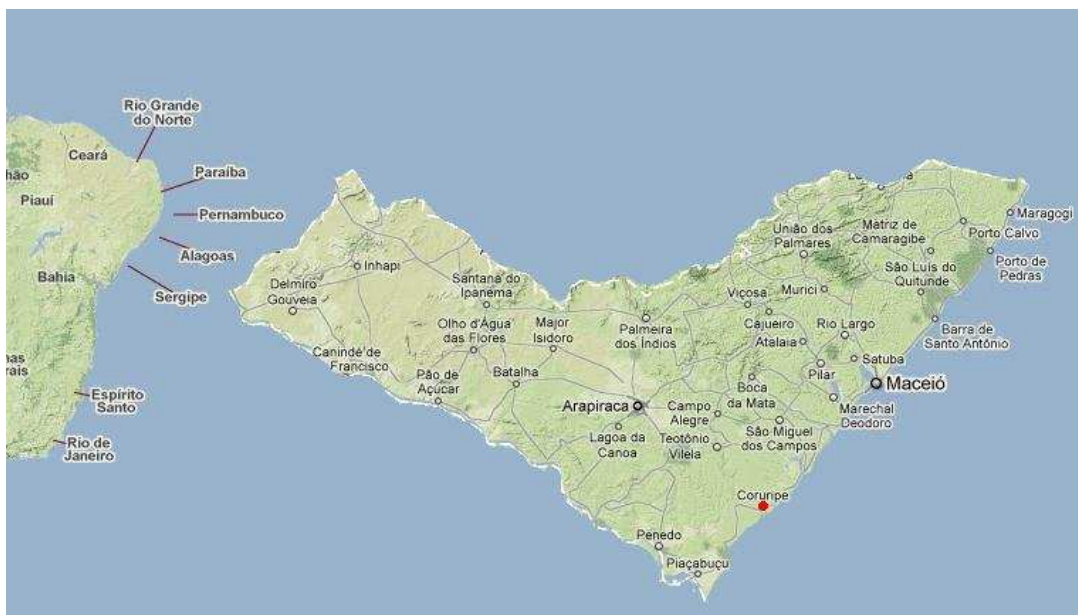 Rio Grande
do Norte
Ceará
hão
Piauí
Paraíba
Pernambuco
Alagoas
Bahia
Sergipe
nas
rais
Espírito
Santo
Rio de
Janeiro
Maragogi
Porto Calvo
Matriz de
Camaragibe
União dos
Palmares
Porto de
Pedras
São Luís do
Quitunde
Inhapi
Delmiro
Gouveia
Santana do
Ipanema
Viçosa
Murici
Olho d'Água
das Flores
Major
Isidoro
Palmeira
dos Índios
Cajueiro
Rio Largo
Barra de
Santo Antônio
Atalaia
Satuba
Canindé de
Francisco
Pão de
Açúcar
Batalha
Pilar
Maceió
Boca
da Mata
Arapiraca
Campo
Alegre
Marechal
Deodoro
Lagoa da
Canoa
Teotônio
Vilela
São Miguel
dos Campos
Coruripe
Penedo
Piaçabuçu